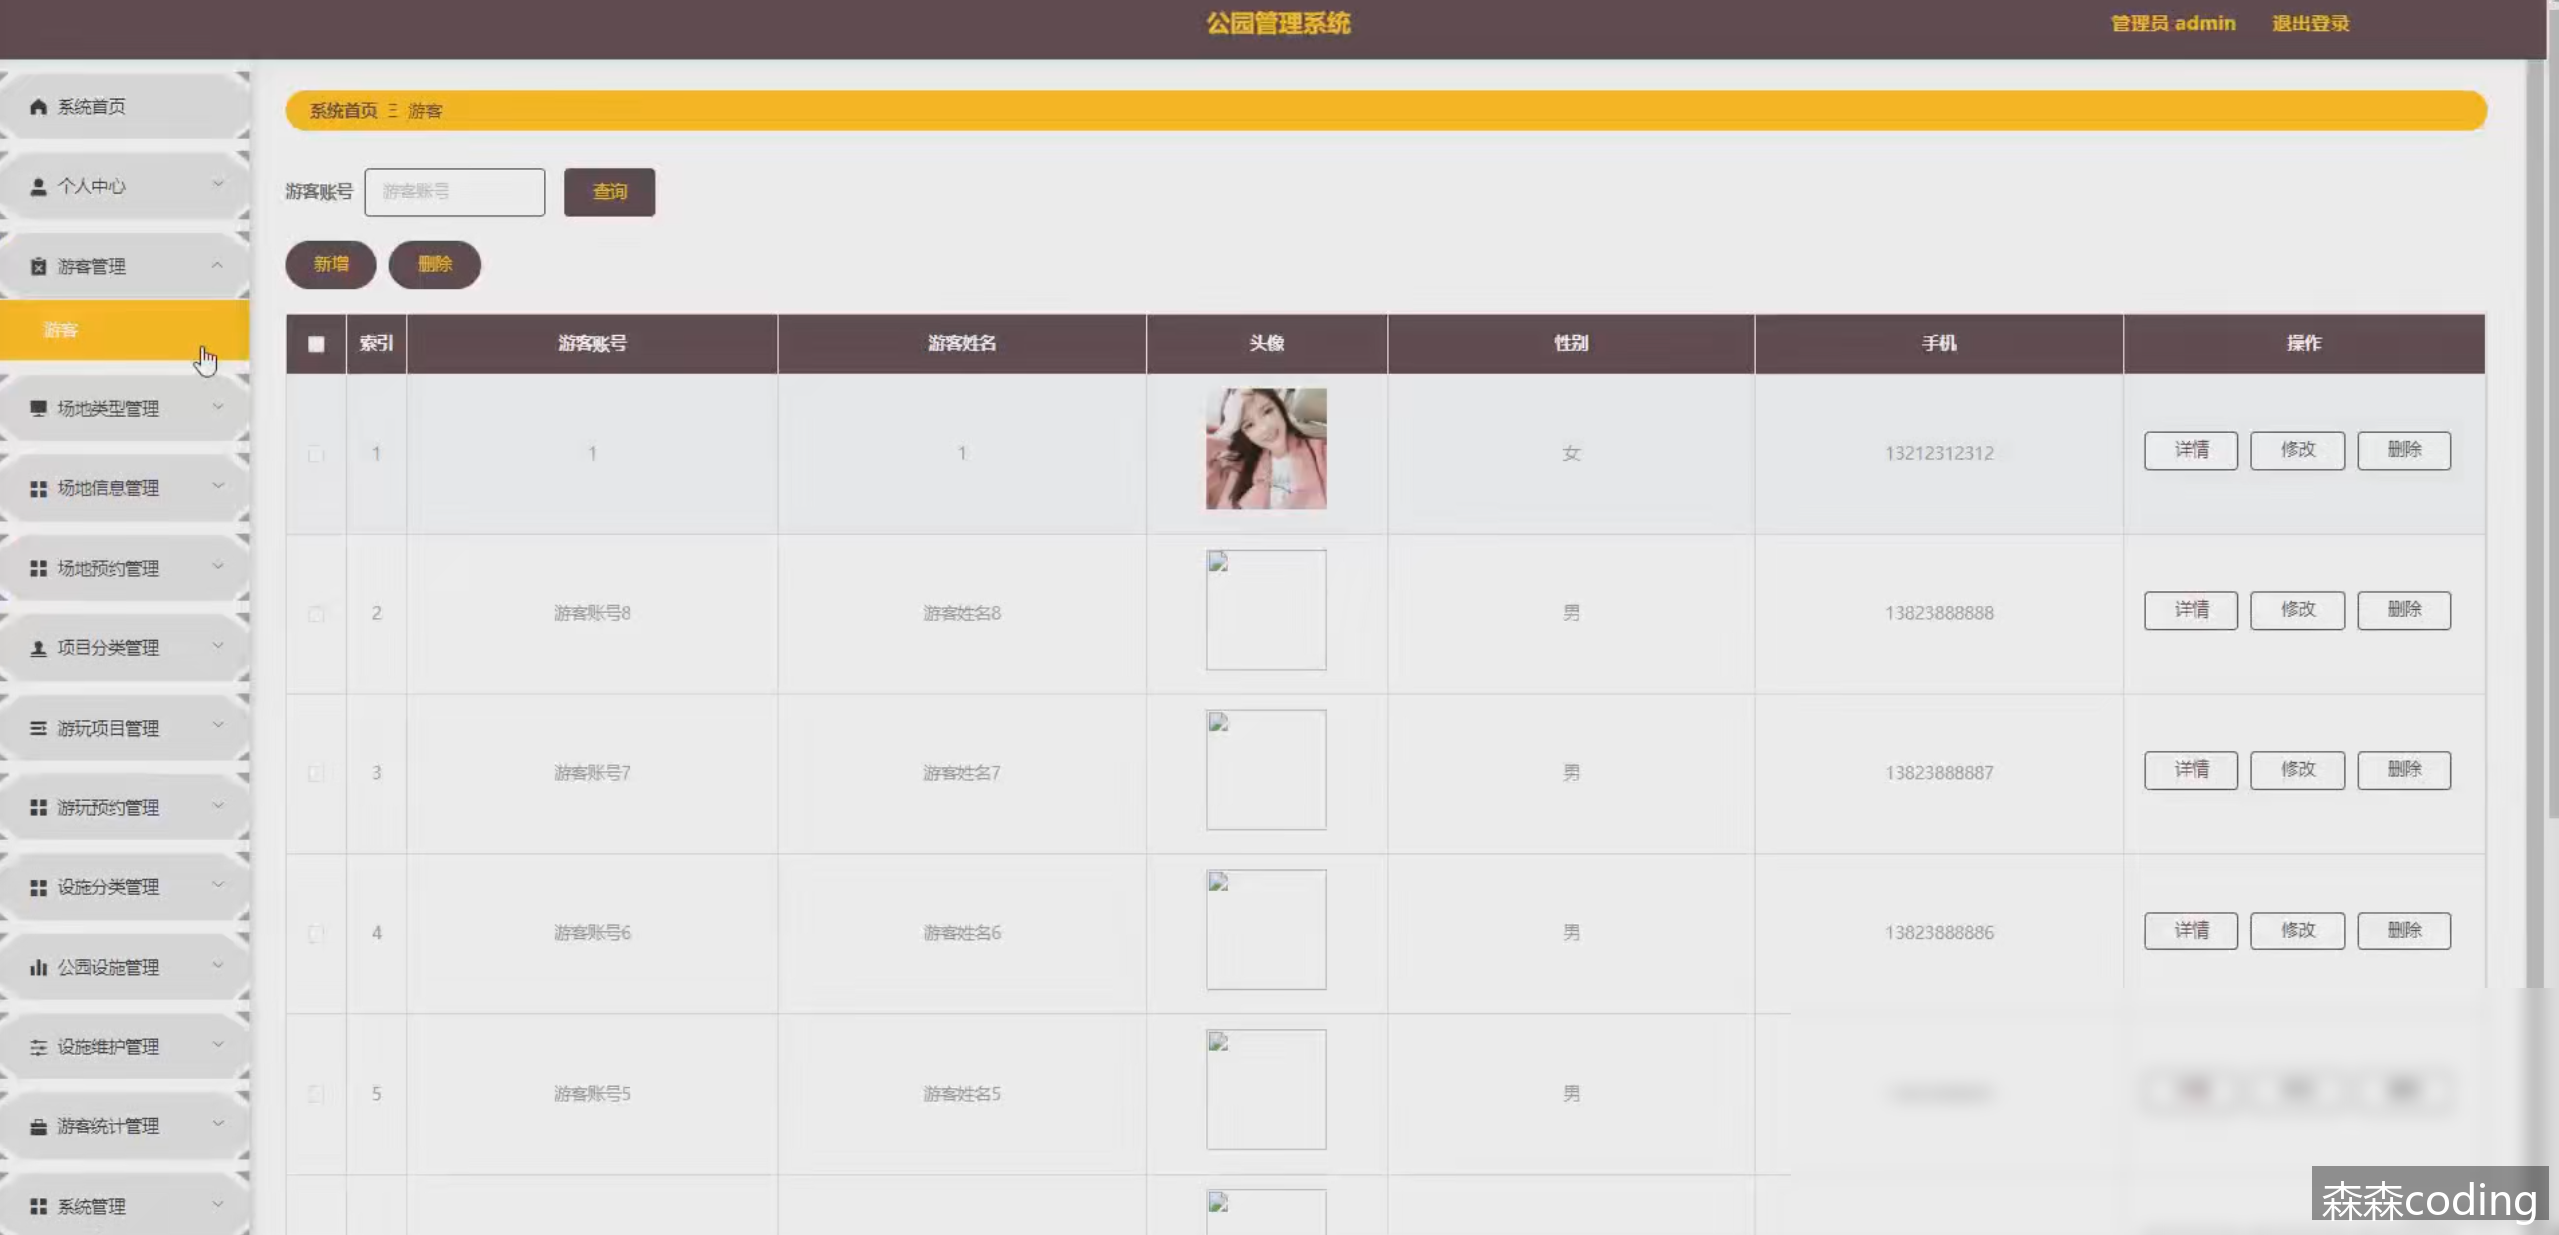 公园管理系统
管理员 admin 退出登录
系统首页
个人中心
游客管理
游客
场地类型管理
场地信息管理
场地预约管理
项目分类管理
游玩项目管理
游玩预约管理
设施分类管理
公园设施管理
设施维护管理
游客统计管理
系统管理
系统首页 Ξ 游客
游客账号 游客账号 查询
新增 删除
索引 游客账号 游客姓名 头像 性别 手机 操作
1 1 1 女 13212312312 详情 修改 删除
2 游客账号8 游客姓名8 男 13823888888 详情 修改 删除
3 游客账号7 游客姓名7 男 13823888887 详情 修改 删除
4 游客账号6 游客姓名6 男 13823888886 详情 修改 删除
5 游客账号5 游客姓名5 男
森森coding